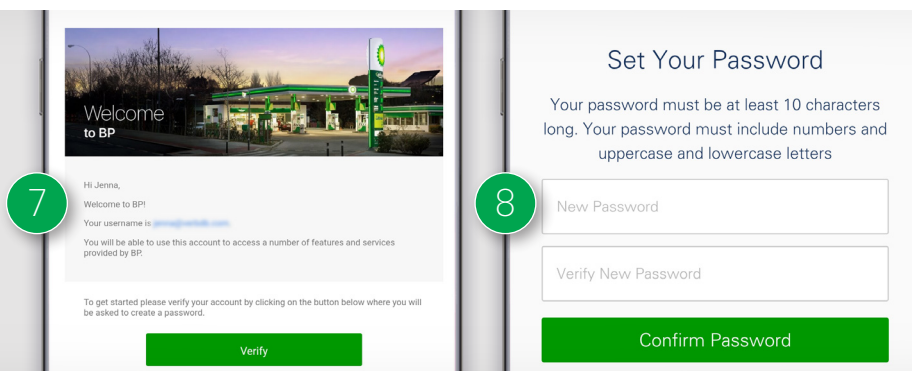 Welcome
to BP
7
Hi Jenna,
Welcome to BP!
Your username is
You will be able to use this account to access a number of features and services
provided by BP.
To get started please verify your account by clicking on the button below where you will
be asked to create a password.
Verify
8
Set Your Password
Your password must be at least 10 characters
long. Your password must include numbers and
uppercase and lowercase letters
New Password
Verify New Password
Confirm Password